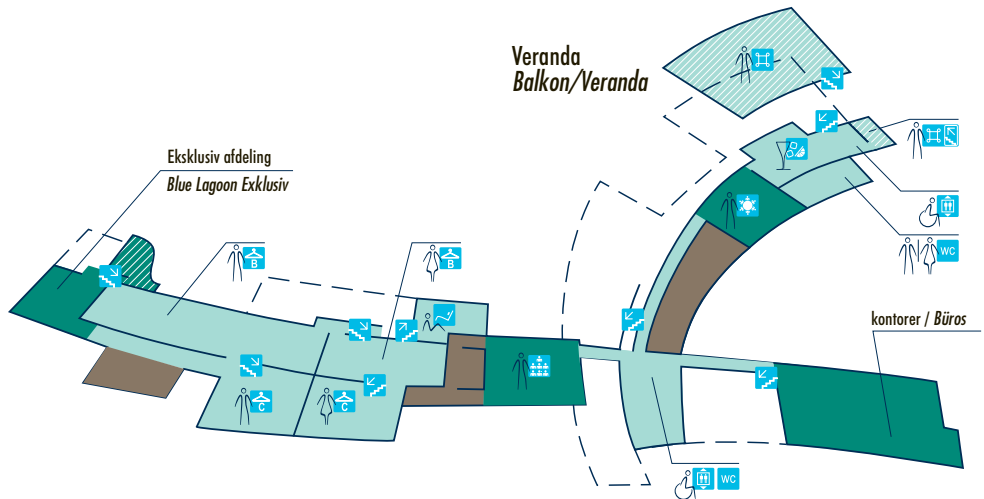 Veranda
Balkon/Veranda
Eksklusiv afdeling
Blue Lagoon Exklusiv
B
B
WC
kontorer / Büros
C
C
WC